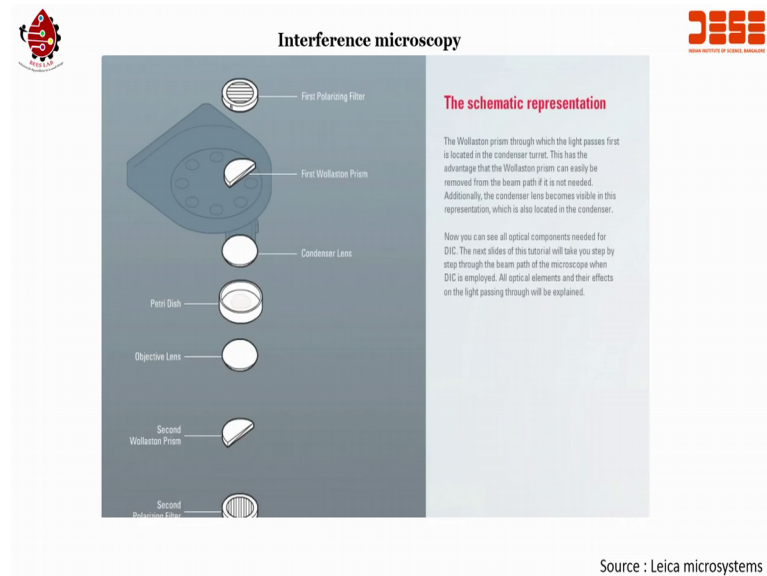 Interference microscopy
BEES LAB
DESE
INDIAN INSTITUTE OF SCIENCE, BANGALORE
First Polarizing Filter
First Wollaston Prism
Condenser Lens
Petri Dish
Objective Lens
Second
Wollaston Prism
Second
Polarizing Filter
The schematic representation
The Wollaston prism through which the light passes first
is located in the condenser turret. This has the
advantage that the Wollaston prism can easily be
removed from the beam path if it is not needed.
Additionally, the condenser lens becomes visible in this
representation, which is also located in the condenser.
Now you can see all optical components needed for
DIC. The next slides of this tutorial will take you step by
step through the beam path of the microscope when
DIC is employed. All optical elements and their effects
on the light passing through will be explained.
Source : Leica microsystems